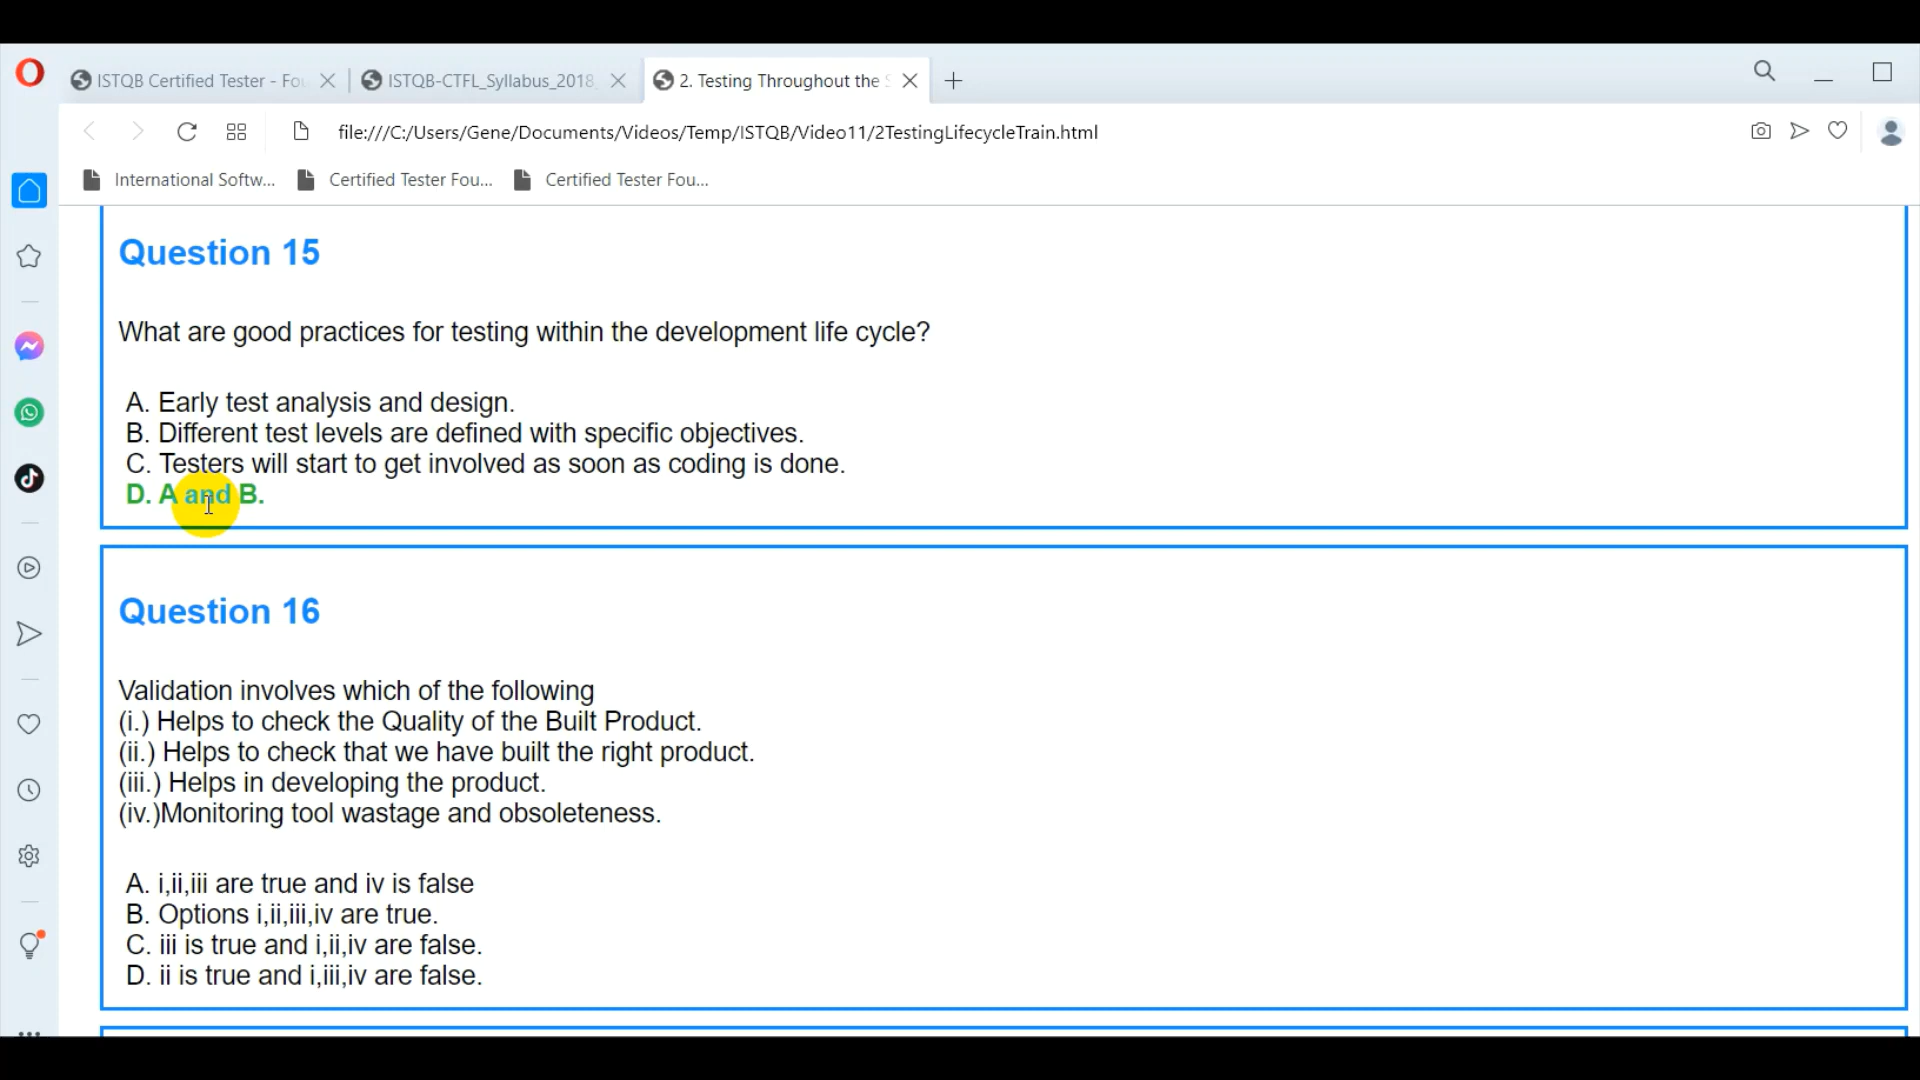 ISTQB Certified Tester - Fou
ISTQB-CTFL_Syllabus_2018
2. Testing Throughout the S
file:///C:/Users/Gene/Documents/Videos/Temp/ISTQB/Video11/2TestingLifecycleTrain.html
International Softw...
Certified Tester Fou...
Certified Tester Fou...
Question 15
What are good practices for testing within the development life cycle?
A. Early test analysis and design.
B. Different test levels are defined with specific objectives.
C. Testers will start to get involved as soon as coding is done.
D. A and B.
Question 16
Validation involves which of the following
(i.) Helps to check the Quality of the Built Product.
(ii.) Helps to check that we have built the right product.
(iii.) Helps in developing the product.
(iv.)Monitoring tool wastage and obsoleteness.
A. i,ii,iii are true and iv is false
B. Options i,ii,iii,iv are true.
C. iii is true and i,ii,iv are false.
D. ii is true and i,iii,iv are false.